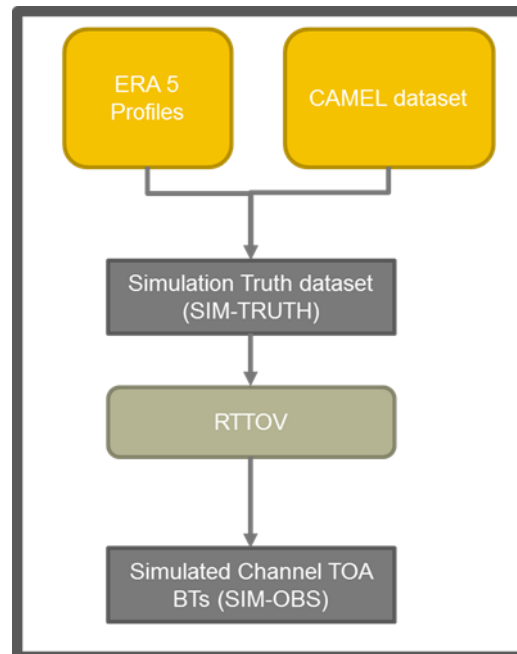 ERA 5
Profiles
CAMEL dataset
Simulation Truth dataset
(SIM-TRUTH)
RTTOV
Simulated Channel TOA
BTs (SIM-OBS)